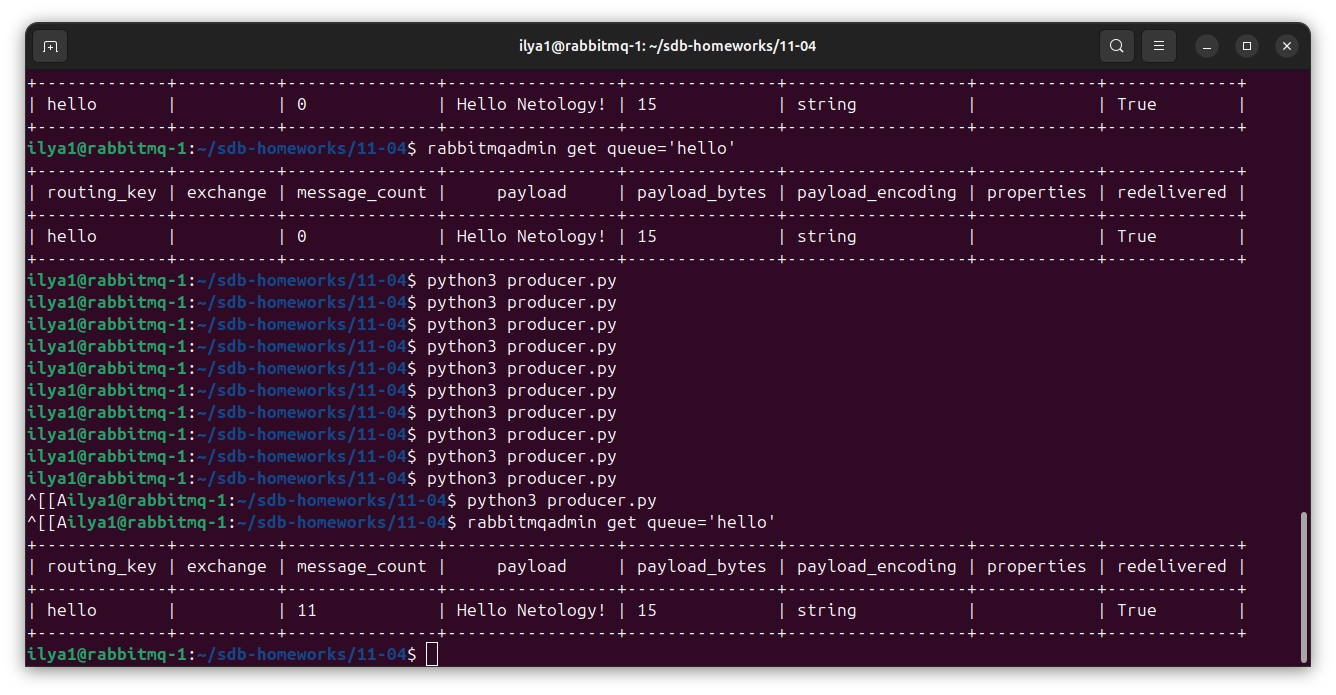 ilya1@rabbitmq-1: ~/sdb-homeworks/11-04
+-------------+----------+---------------+-----------------+---------------+------------------+------------+-------------+
| hello       |          | 0             | Hello Netology! | 15            | string           |            | True        |
+-------------+----------+---------------+-----------------+---------------+------------------+------------+-------------+
ilya1@rabbitmq-1:~/sdb-homeworks/11-04$ rabbitmqadmin get queue='hello'
+-------------+----------+---------------+-----------------+---------------+------------------+------------+-------------+
| routing_key | exchange | message_count |     payload     | payload_bytes | payload_encoding | properties | redelivered |
+-------------+----------+---------------+-----------------+---------------+------------------+------------+-------------+
| hello       |          | 0             | Hello Netology! | 15            | string           |            | True        |
+-------------+----------+---------------+-----------------+---------------+------------------+------------+-------------+
ilya1@rabbitmq-1:~/sdb-homeworks/11-04$ python3 producer.py
ilya1@rabbitmq-1:~/sdb-homeworks/11-04$ python3 producer.py
ilya1@rabbitmq-1:~/sdb-homeworks/11-04$ python3 producer.py
ilya1@rabbitmq-1:~/sdb-homeworks/11-04$ python3 producer.py
ilya1@rabbitmq-1:~/sdb-homeworks/11-04$ python3 producer.py
ilya1@rabbitmq-1:~/sdb-homeworks/11-04$ python3 producer.py
ilya1@rabbitmq-1:~/sdb-homeworks/11-04$ python3 producer.py
ilya1@rabbitmq-1:~/sdb-homeworks/11-04$ python3 producer.py
ilya1@rabbitmq-1:~/sdb-homeworks/11-04$ python3 producer.py
ilya1@rabbitmq-1:~/sdb-homeworks/11-04$ python3 producer.py
^[[Ailya1@rabbitmq-1:~/sdb-homeworks/11-04$ python3 producer.py
^[[Ailya1@rabbitmq-1:~/sdb-homeworks/11-04$ rabbitmqadmin get queue='hello'
+-------------+----------+---------------+-----------------+---------------+------------------+------------+-------------+
| routing_key | exchange | message_count |     payload     | payload_bytes | payload_encoding | properties | redelivered |
+-------------+----------+---------------+-----------------+---------------+------------------+------------+-------------+
| hello       |          | 11            | Hello Netology! | 15            | string           |            | True        |
+-------------+----------+---------------+-----------------+---------------+------------------+------------+-------------+
ilya1@rabbitmq-1:~/sdb-homeworks/11-04$